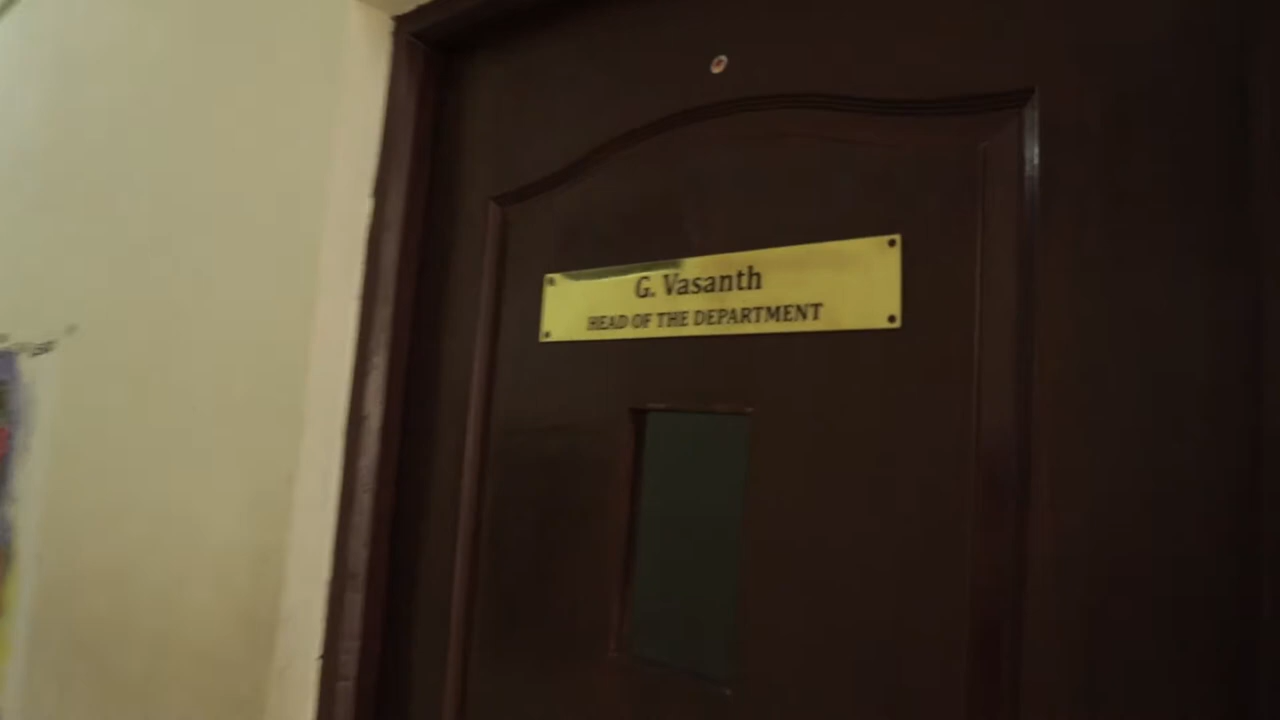 G. Vasanth
HEAD OF THE DEPARTMENT